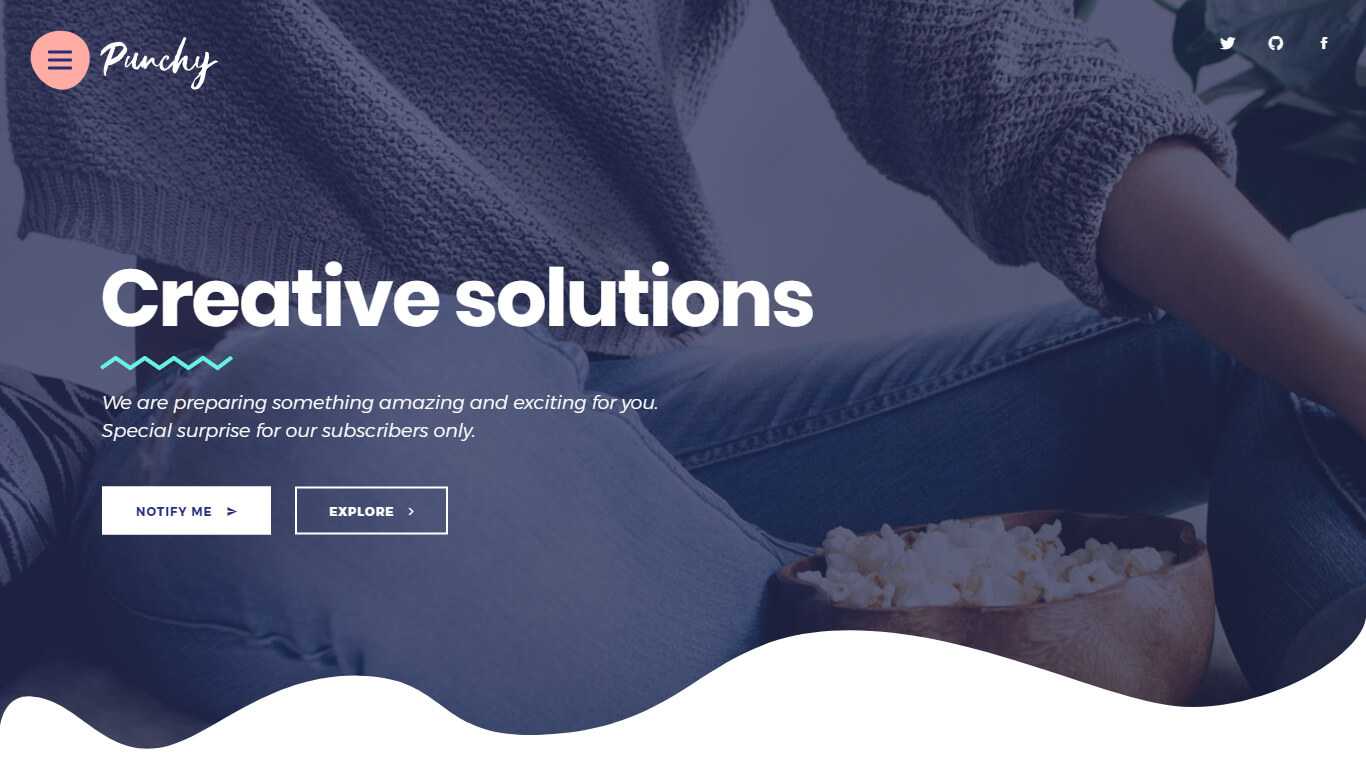 Punchy
Creative solutions
We are preparing something amazing and exciting for you.
Special surprise for our subscribers only.
NOTIFY ME
EXPLORE